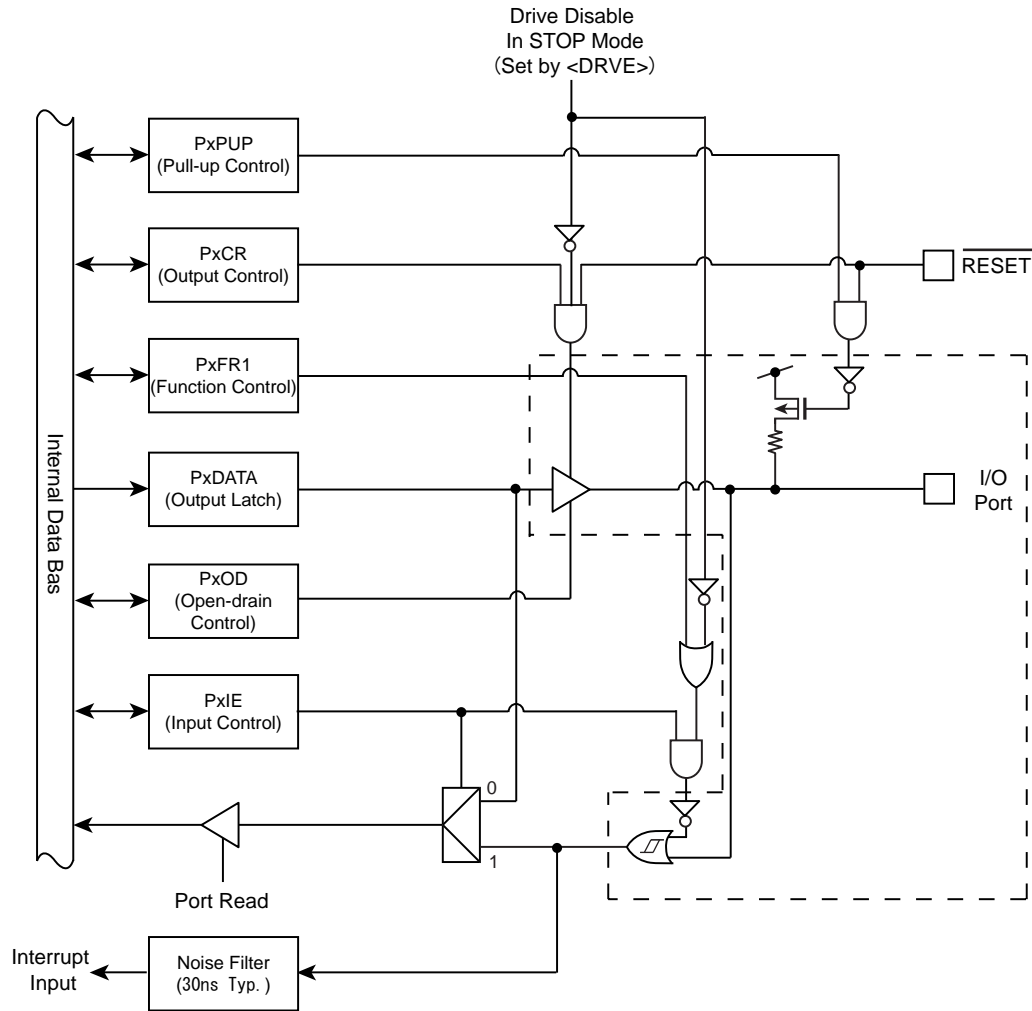 Drive Disable
In STOP Mode
(Set by <DRVE>)
PxPUP
(Pull-up Control)
PxCR
(Output Control)
RESET
PxFR1
(Function Control)
Internal Data Bas
PxDATA
(Output Latch)
I/O
Port
PxOD
(Open-drain
Control)
PxIE
(Input Control)
0
1
Port Read
Interrupt
Input
Noise Filter
(30ns Typ.)